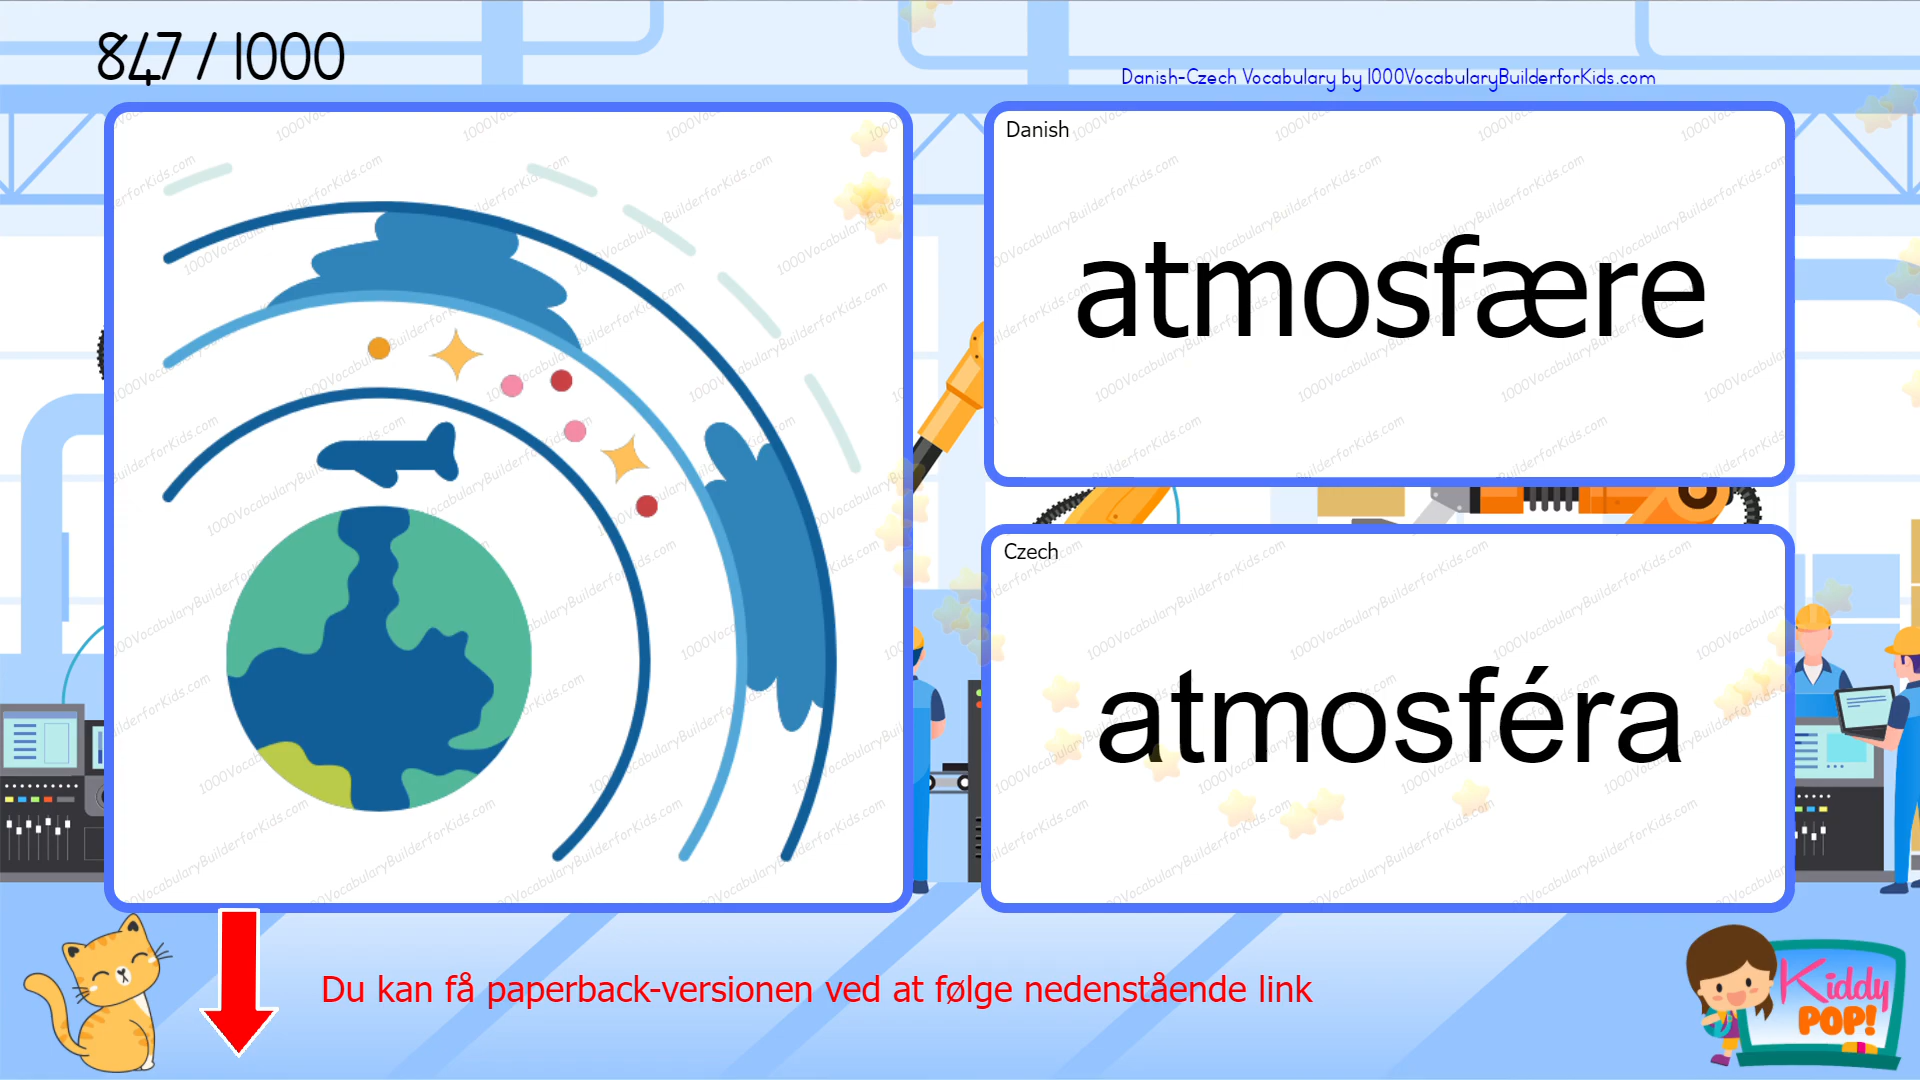 847 / 1000
Danish-Czech Vocabulary by 1000VocabularyBuilderforKids.com
Danish
atmosfære
Czech
atmosféra
Du kan få paperback-versionen ved at følge nedenstående link
Kiddy
POP!